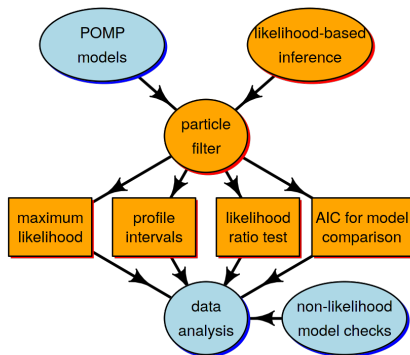 POMP
models
likelihood-based
inference
particle
filter
maximum
likelihood
profile
intervals
likelihood
ratio test
AIC for model
comparison
data
analysis
non-likelihood
model checks